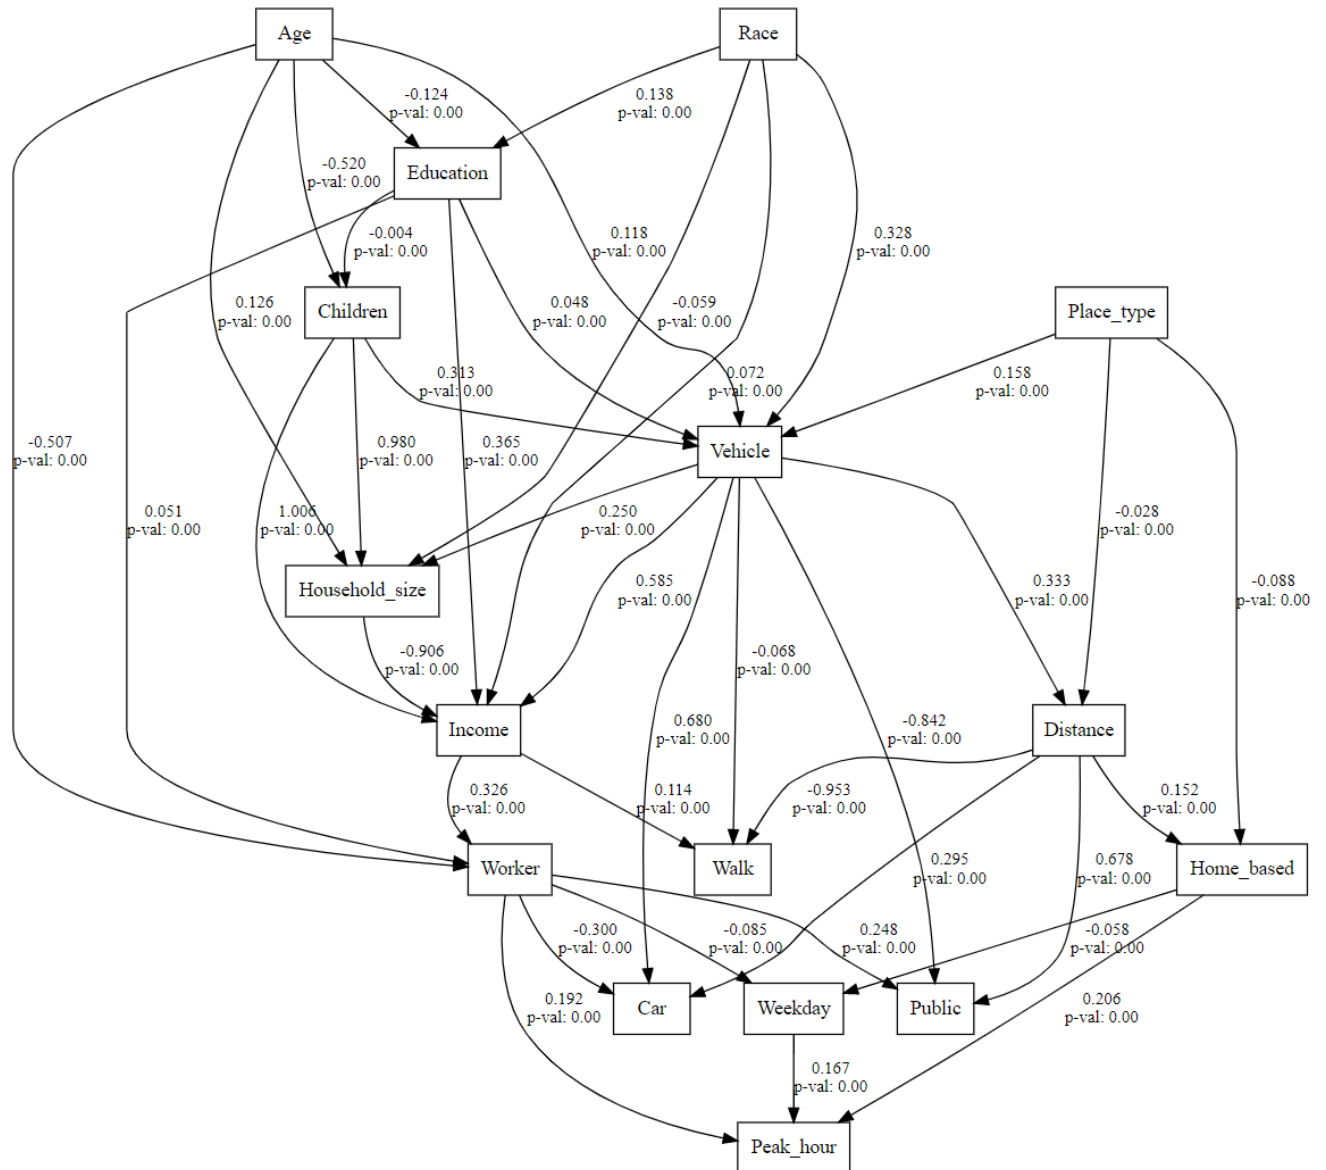 Age
Race
-0.124
p-val: 0.00
0.138
p-val: 0.00
Education
-0.520
p-val: 0.00
-0.004
p-val: 0.00
0.118
p-val: 0.00
0.328
p-val: 0.00
Children
Place_type
0.126
p-val: 0.00
0.048
p-val: 0.00
-0.059
p-val: 0.00
0.313
p-val: 0.00
0.072
p-val: 0.00
0.158
p-val: 0.00
-0.507
p-val: 0.00
0.980
p-val: 0.00
0.365
p-val: 0.00
Vehicle
0.051
p-val: 0.00
1.006
p-val: 0.00
0.250
p-val: 0.00
-0.028
p-val: 0.00
Household_size
0.585
p-val: 0.00
0.333
p-val: 0.00
-0.088
p-val: 0.00
-0.906
p-val: 0.00
-0.068
p-val: 0.00
Income
0.680
p-val: 0.00
-0.842
p-val: 0.00
Distance
0.326
p-val: 0.00
0.114
p-val: 0.00
-0.953
p-val: 0.00
0.152
p-val: 0.00
Worker
Walk
0.295
p-val: 0.00
0.678
p-val: 0.00
Home_based
-0.300
p-val: 0.00
-0.085
p-val: 0.00
0.248
p-val: 0.00
-0.058
p-val: 0.00
0.192
p-val: 0.00
Car
Weekday
Public
0.206
p-val: 0.00
0.167
p-val: 0.00
Peak_hour